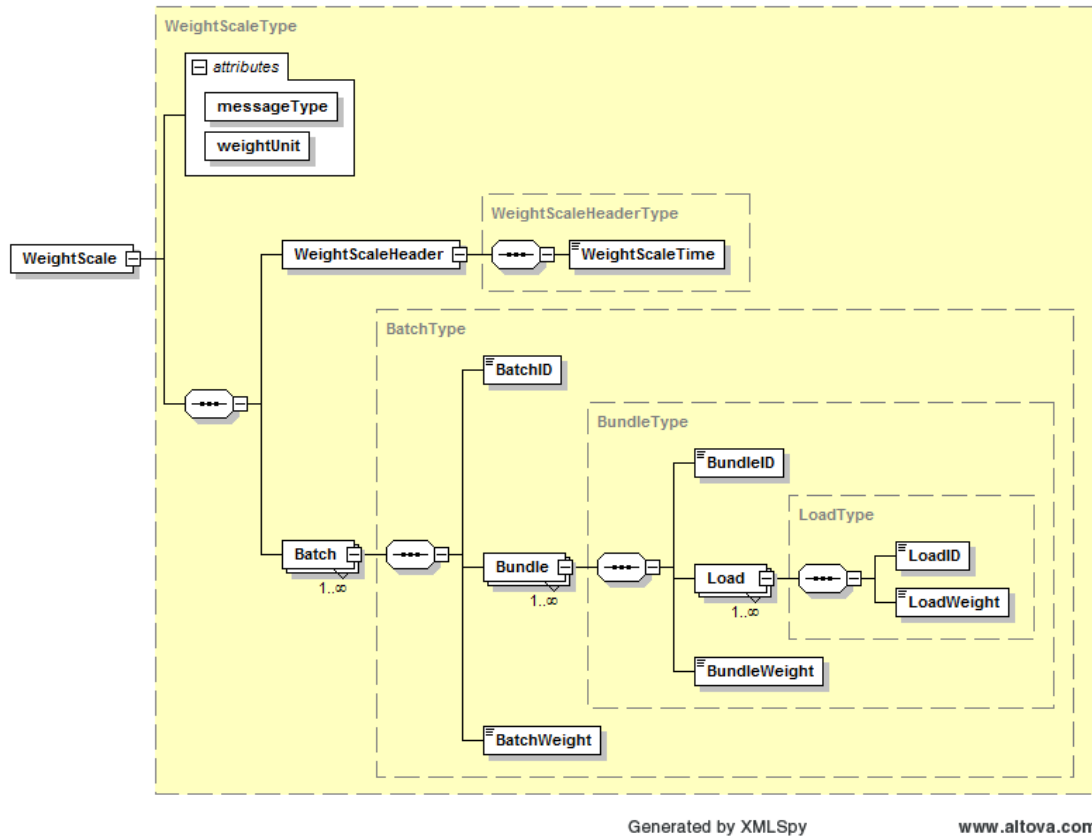 WeightScaleType
attributes
messageType
weightUnit
WeightScaleHeaderType
WeightScale
WeightScaleHeader
WeightScaleTime
BatchType
BatchID
BundleType
BundleID
LoadType
LoadID
Batch
1..∞
Bundle
1..∞
Load
1..∞
LoadWeight
BundleWeight
BatchWeight
Generated by XMLSpy
www.altova.com